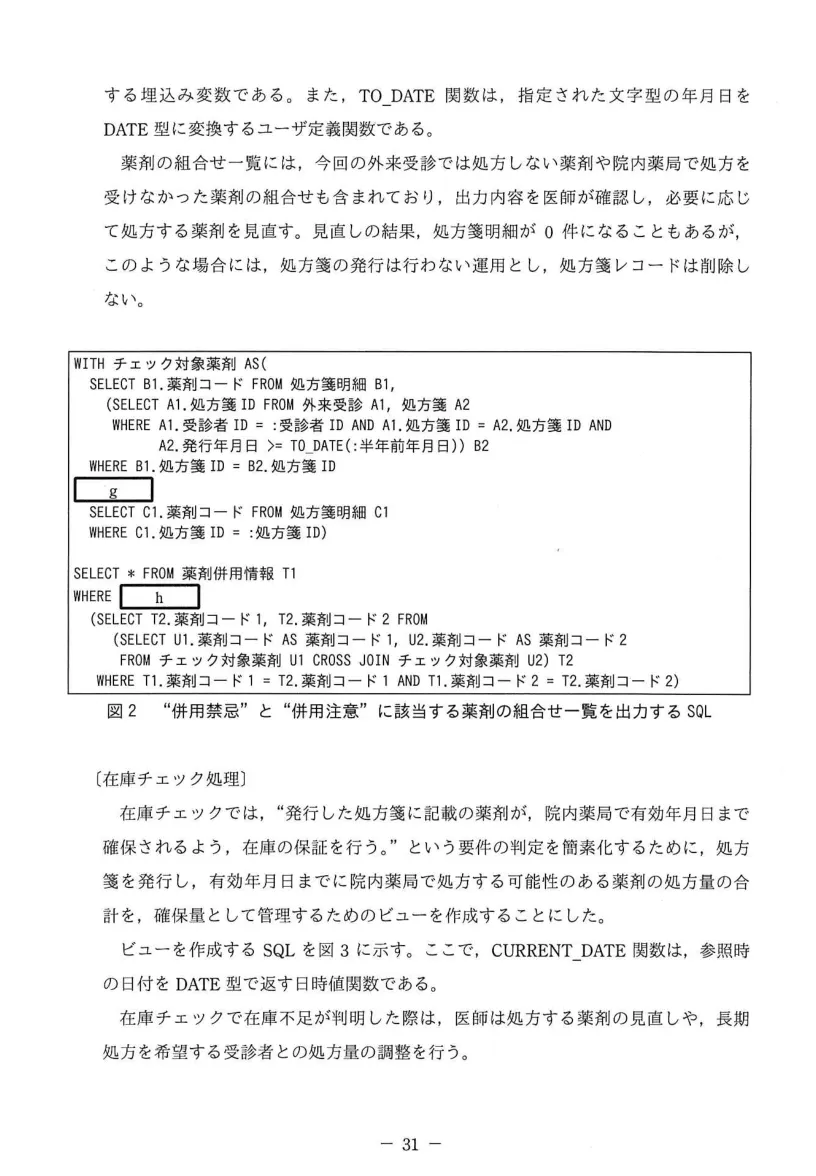 する埋込み変数である。また，TO_DATE 関数は，指定された文字型の年月日を
DATE 型に変換するユーザ定義関数である。
薬剤の組合せ一覧には，今回の外来受診では処方しない薬剤や院内薬局で処方を
受けなかった薬剤の組合せも含まれており，出力内容を医師が確認し，必要に応じ
て処方する薬剤を見直す。見直しの結果，処方箋明細が 0 件になることもあるが，
このような場合には，処方箋の発行は行わない運用とし，処方箋レコードは削除し
ない。
WITH チェック対象薬剤 AS(
SELECT B1.薬剤コード FROM 処方箋明細 B1,
(SELECT A1.処方箋 ID FROM 外来受診 A1, 処方箋 A2
WHERE A1.受診者 ID = :受診者 ID AND A1.処方箋 ID = A2.処方箋 ID AND
A2.発行年月日 >= TO_DATE(:半年前年月日)) B2
WHERE B1.処方箋 ID = B2.処方箋 ID
g
SELECT C1.薬剤コード FROM 処方箋明細 C1
WHERE C1.処方箋 ID = :処方箋 ID)
SELECT * FROM 薬剤併用情報 T1
WHERE h
(SELECT T2.薬剤コード 1, T2.薬剤コード 2 FROM
(SELECT U1.薬剤コード AS 薬剤コード 1, U2.薬剤コード AS 薬剤コード 2
FROM チェック対象薬剤 U1 CROSS JOIN チェック対象薬剤 U2) T2
WHERE T1.薬剤コード 1 = T2.薬剤コード 1 AND T1.薬剤コード 2 = T2.薬剤コード 2)
図 2 “併用禁忌”と“併用注意”に該当する薬剤の組合せ一覧を出力する SQL
〔在庫チェック処理〕
在庫チェックでは，“発行した処方箋に記載の薬剤が，院内薬局で有効年月日まで
確保されるよう，在庫の保証を行う。”という要件の判定を簡素化するために，処方
箋を発行し，有効年月日までに院内薬局で処方する可能性のある薬剤の処方量の合
計を，確保量として管理するためのビューを作成することにした。
ビューを作成する SQL を図 3 に示す。ここで，CURRENT_DATE 関数は，参照時
の日付を DATE 型で返す日時値関数である。
在庫チェックで在庫不足が判明した際は，医師は処方する薬剤の見直しや，長期
処方を希望する受診者との処方量の調整を行う。
－ 31 －